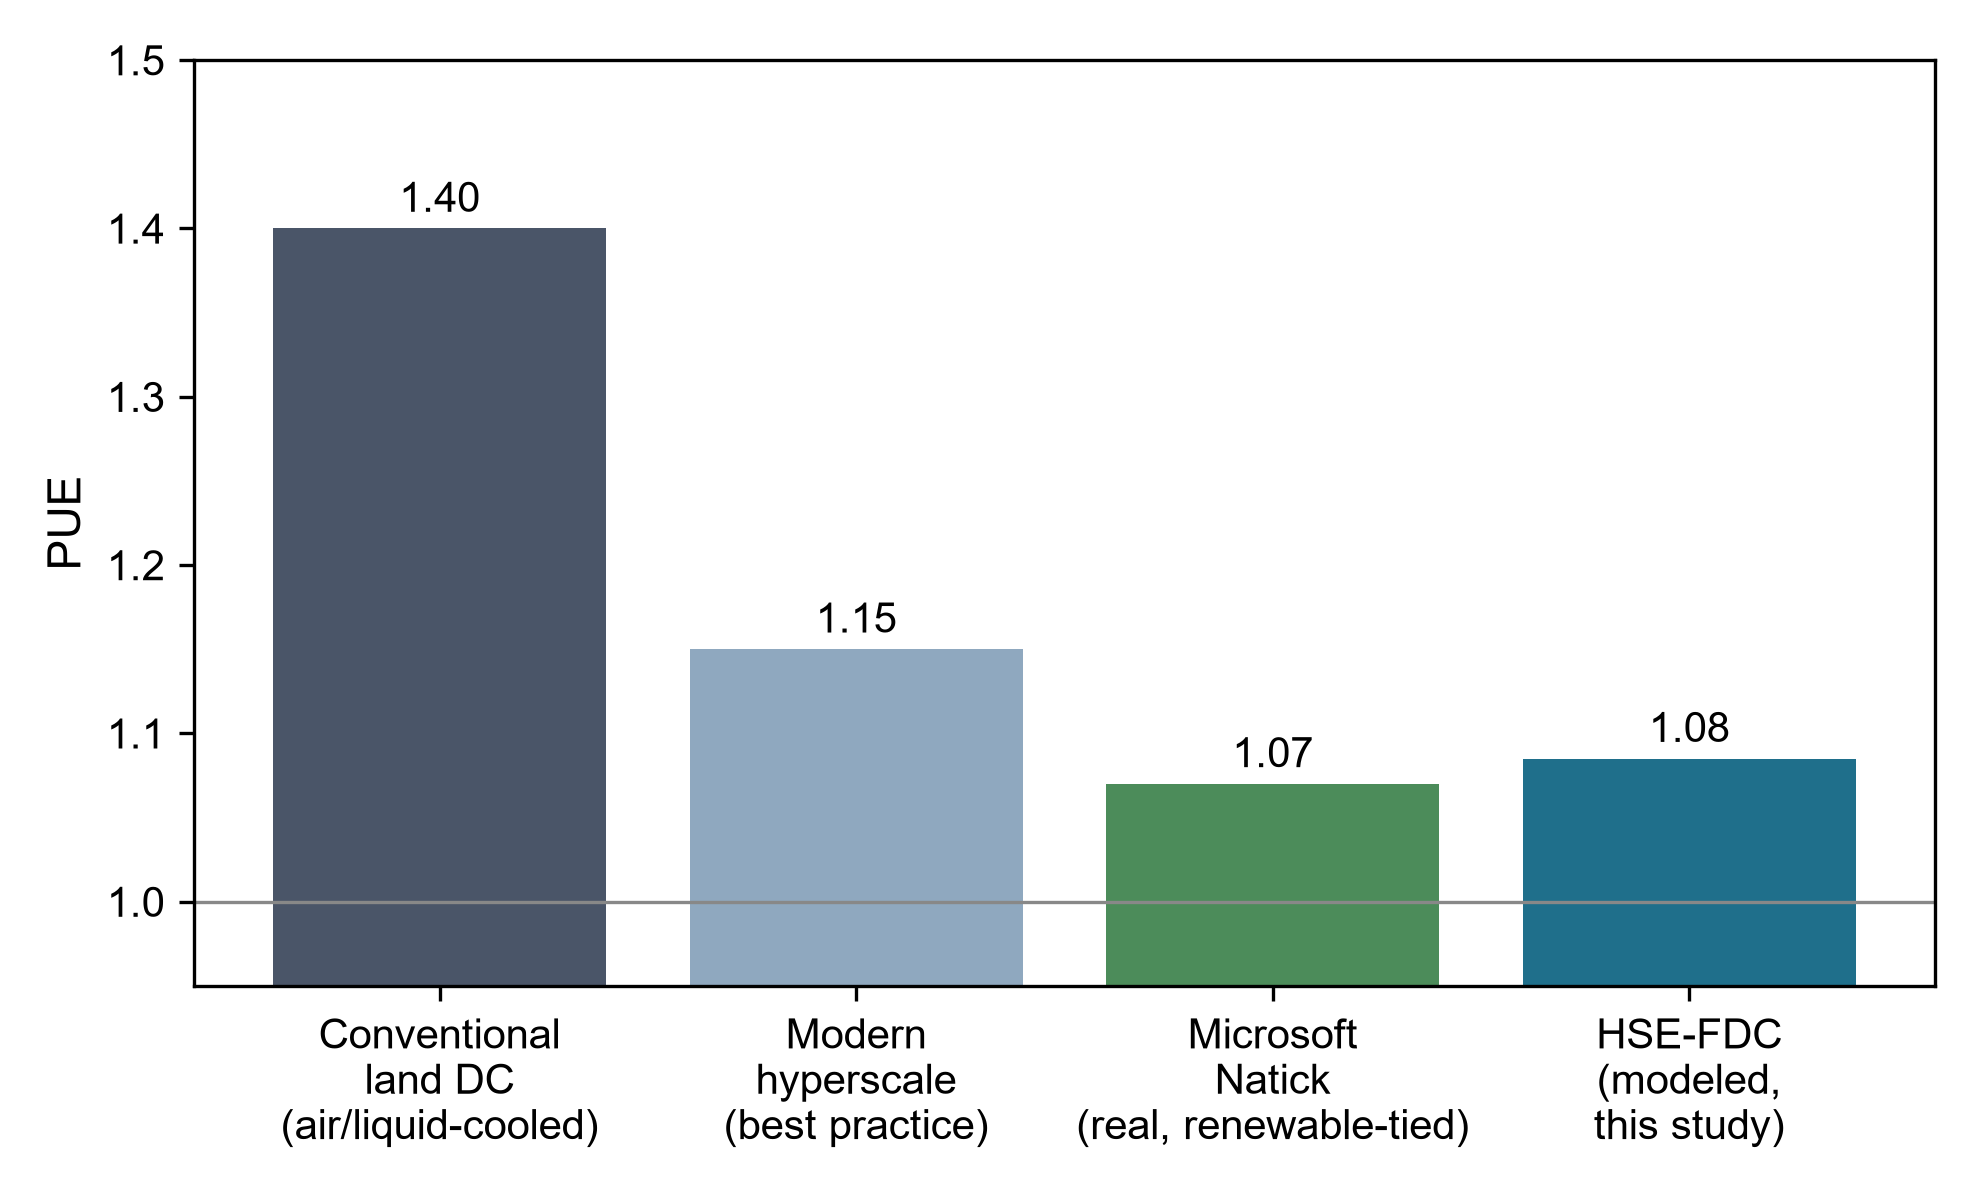 PUE
1.5
1.4
1.3
1.2
1.1
1.0
1.40
1.15
1.07
1.08
Conventional
land DC
(air/liquid-cooled)
Modern
hyperscale
(best practice)
Microsoft
Natick
(real, renewable-tied)
HSE-FDC
(modeled,
this study)